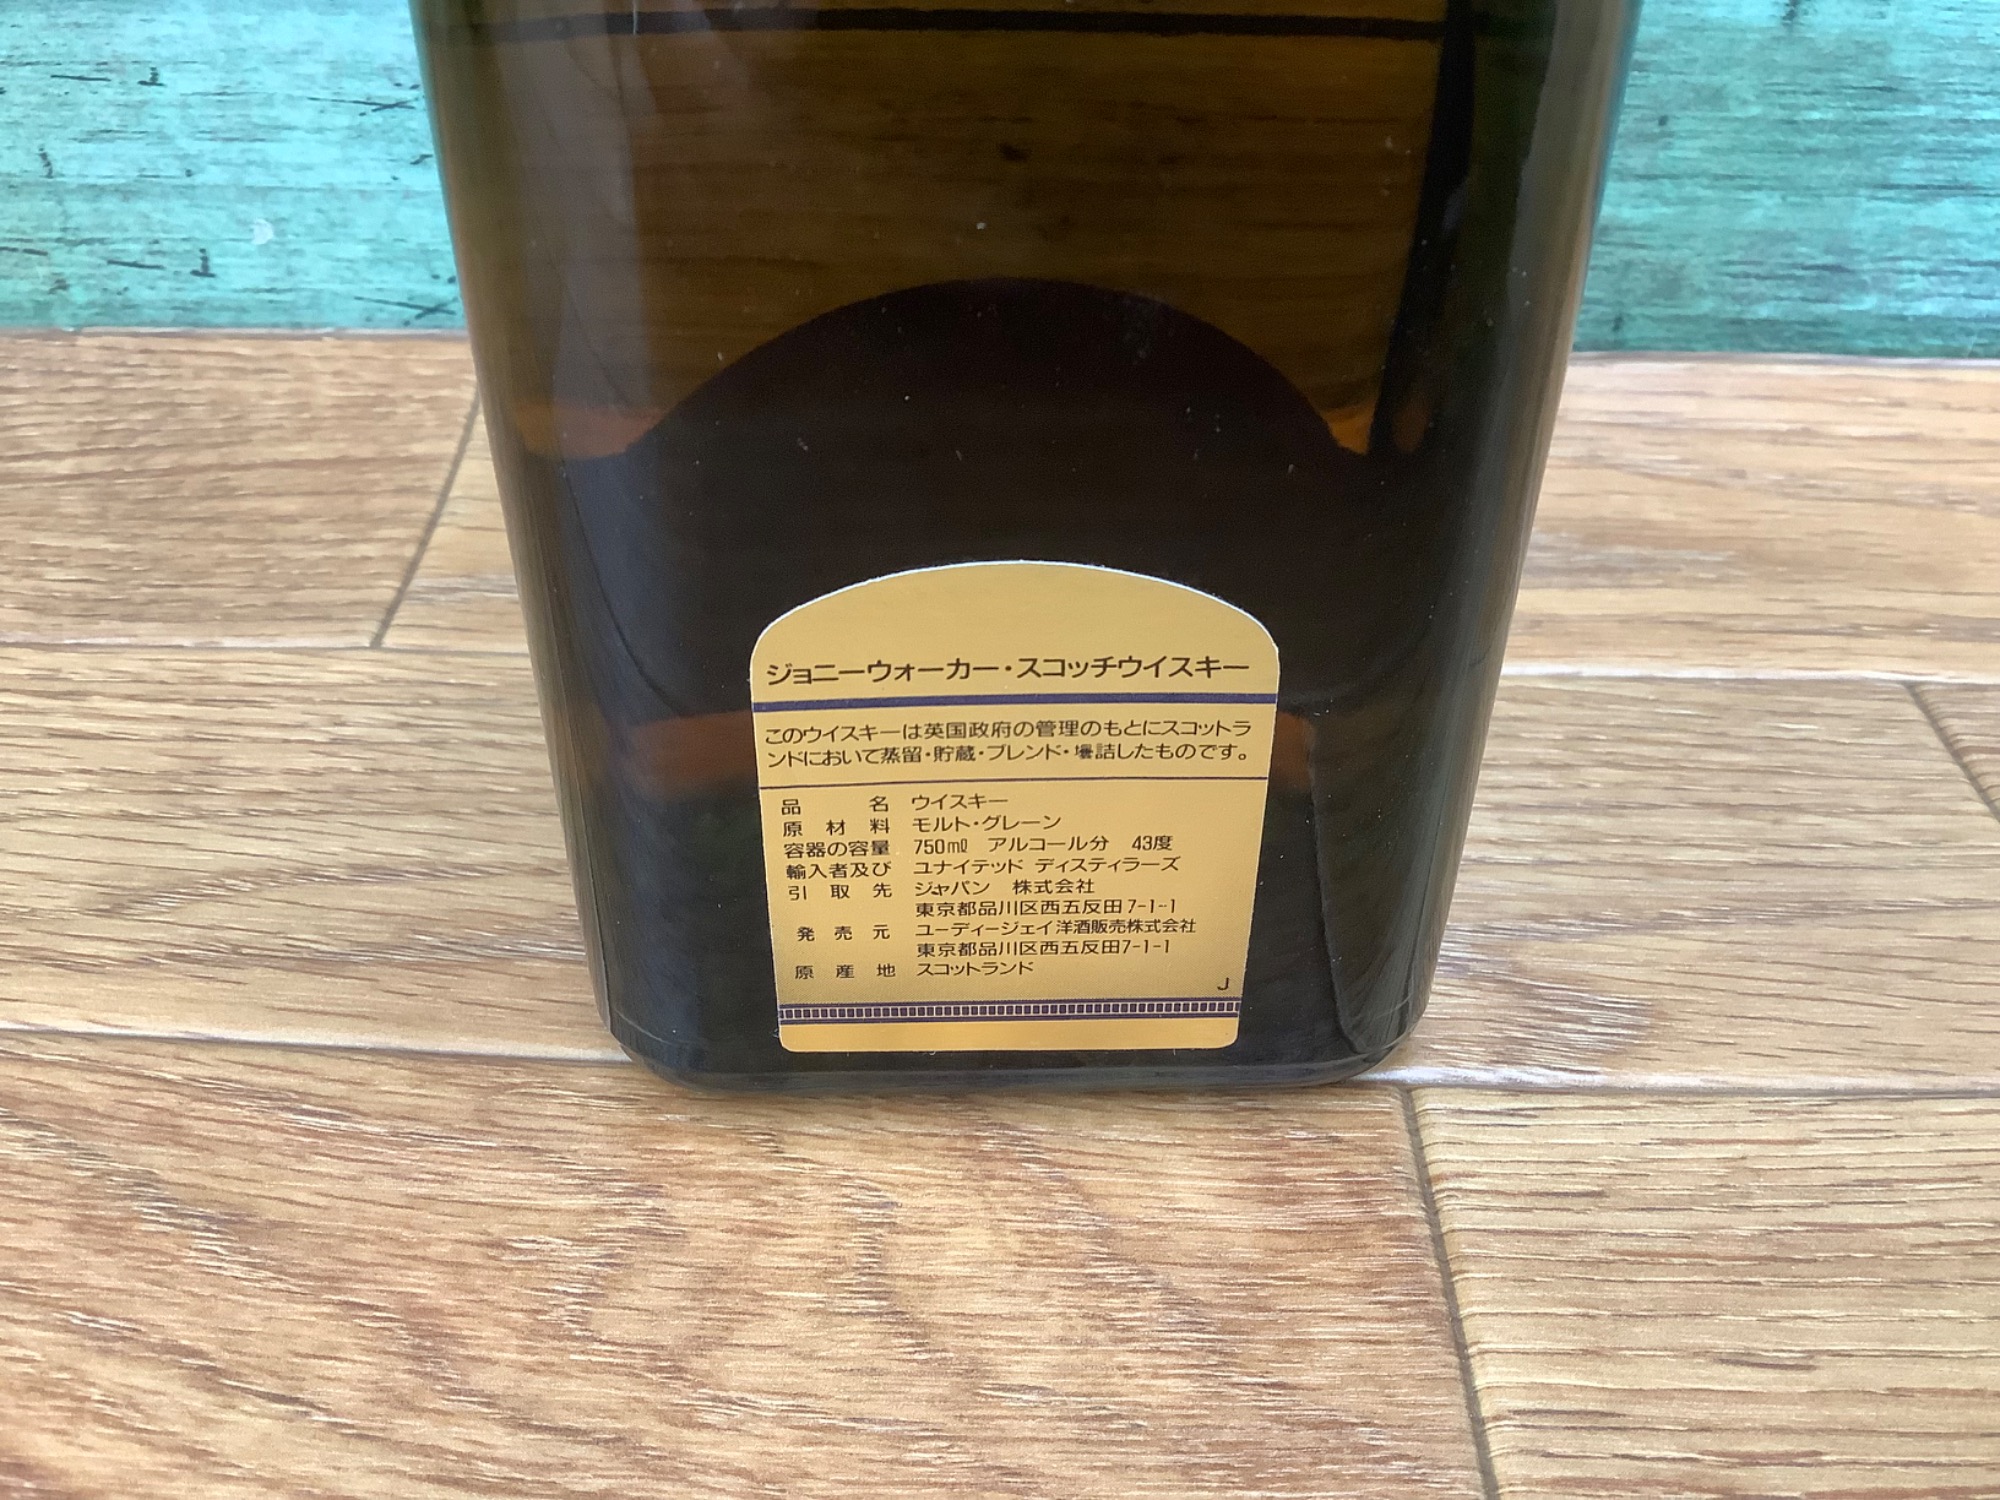 ジョニーウォーカー・スコッチウイスキー
このウイスキーは英国政府の管理のもとにスコットラ
ンドにおいて蒸留・貯蔵・ブレンド・壜詰したものです。
品名 ウイスキー
原材料 モルト・グレーン
容器の容量 750mℓ アルコール分 43度
輸入者及び ユナイテッド ディスティラーズ
引取先 ジャパン 株式会社
東京都品川区西五反田7-1-1
発売元 ユーディージェイ洋酒販売株式会社
東京都品川区西五反田7-1-1
原産地 スコットランド
J